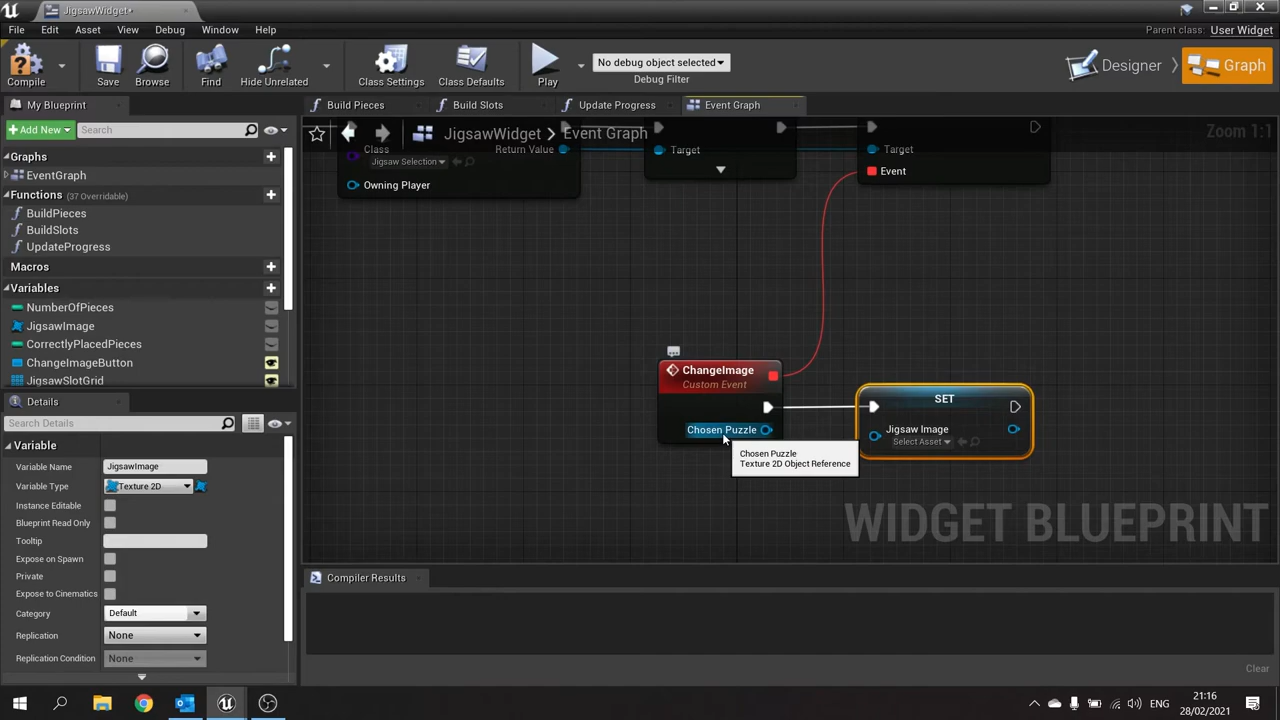 JigsawWidget*
File
Edit
Asset
View
Debug
Window
Help
Parent class: User Widget
Compile
Save
Browse
Find
Hide Unrelated
Class Settings
Class Defaults
Play
No debug object selected
Debug Filter
Designer
Graph
My Blueprint
Build Pieces
Build Slots
Update Progress
Event Graph
Add New
Search
JigsawWidget > Event Graph
Zoom 1:1
Graphs
EventGraph
Functions (37 Overridable)
BuildPieces
BuildSlots
UpdateProgress
Macros
Variables
NumberOfPieces
JigsawImage
CorrectlyPlacedPieces
ChangeImageButton
JigsawSlotGrid
Class
Return Value
Jigsaw Selection
Owning Player
Target
Target
Event
ChangeImage
Custom Event
Chosen Puzzle
SET
Jigsaw Image
Select Asset
Chosen Puzzle
Texture 2D Object Reference
WIDGET BLUEPRINT
Details
Search Details
Variable
Variable Name
JigsawImage
Variable Type
Texture 2D
Instance Editable
Blueprint Read Only
Tooltip
Expose on Spawn
Private
Expose to Cinematics
Category
Default
Replication
None
Replication Condition
None
Compiler Results
Clear
ENG
21:16
28/02/2021